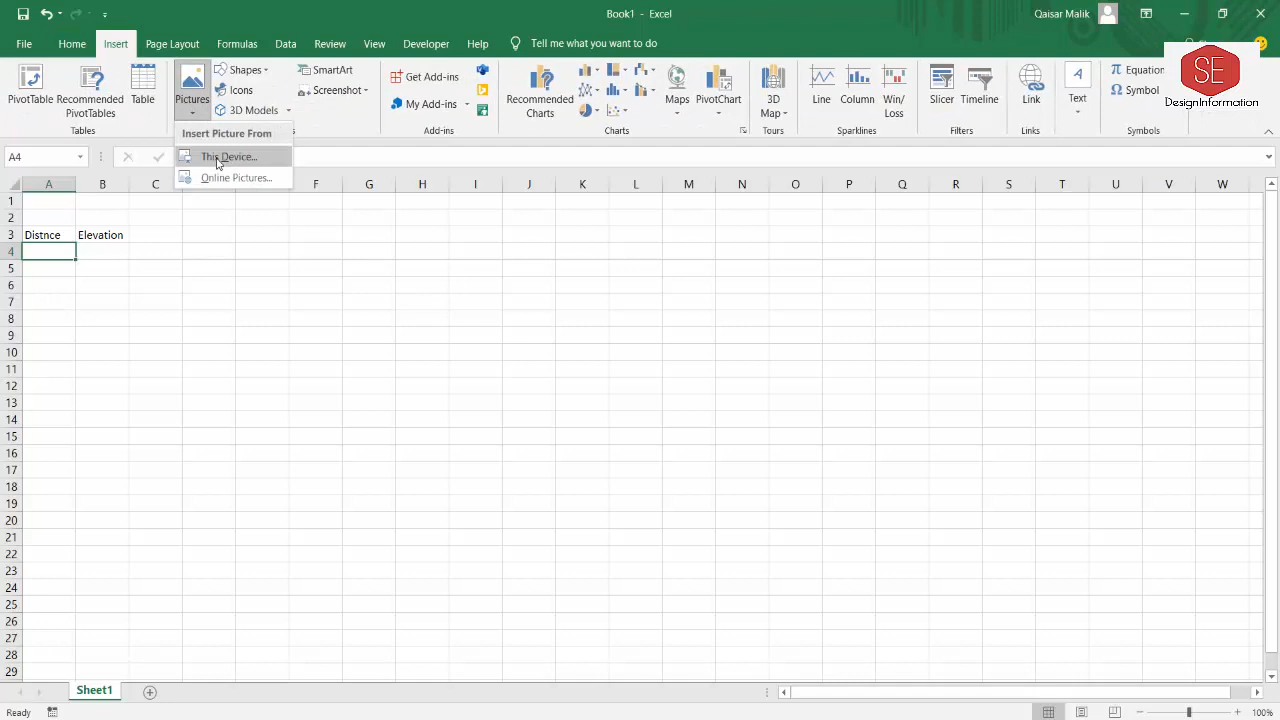 Book1 - Excel
Qaisar Malik
File Home Insert Page Layout Formulas Data Review View Developer Help Tell me what you want to do
SE
DesignInformation
PivotTable
Recommended PivotTables
Table
Tables
Pictures
Shapes
Icons
3D Models
SmartArt
Screenshot
Get Add-ins
My Add-ins
Add-ins
Recommended Charts
Maps
PivotChart
Charts
3D Map
Tours
Line
Column
Win/Loss
Sparklines
Slicer
Timeline
Filters
Link
Links
Text
Equation
Symbol
Symbols
Insert Picture From
This Device...
Online Pictures...
A4
A B C F G H I J K L M N O P Q R S T U V W
1
2
3 Distnce Elevation
4
5
6
7
8
9
10
11
12
13
14
15
16
17
18
19
20
21
22
23
24
25
26
27
28
29
Sheet1
Ready
100%